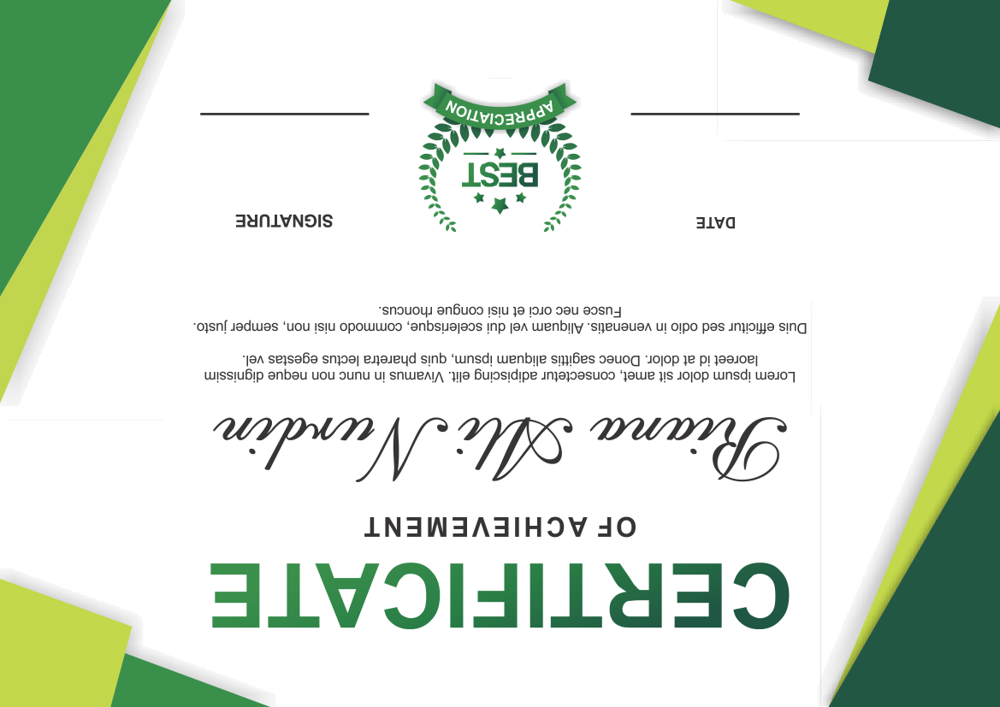 CERTIFICATE
OF ACHIEVEMENT
Riana Ali Nurdin
Lorem ipsum dolor sit amet, consectetur adipiscing elit. Vivamus in nunc non neque dignissim
laoreet id at dolor. Donec sagittis aliquam ipsum, quis pharetra lectus egestas vel.
Duis efficitur sed odio in venenatis. Aliquam vel dui scelerisque, commodo nisi non, semper justo.
Fusce nec orci et nisi congue rhoncus.
DATE
BEST
APPRECIATION
SIGNATURE